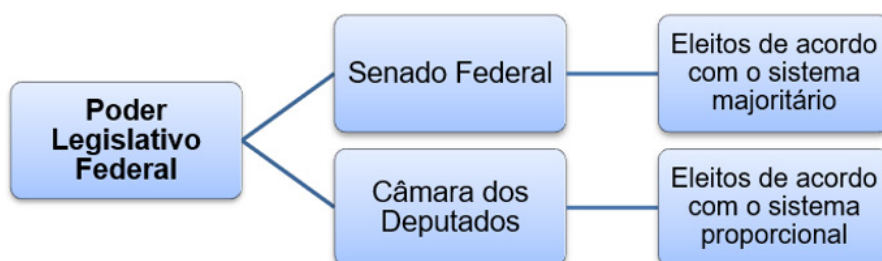 Poder
Legislativo
Federal
Senado Federal
Eleitos de acordo
com o sistema
majoritário
Câmara dos
Deputados
Eleitos de acordo
com o sistema
proporcional